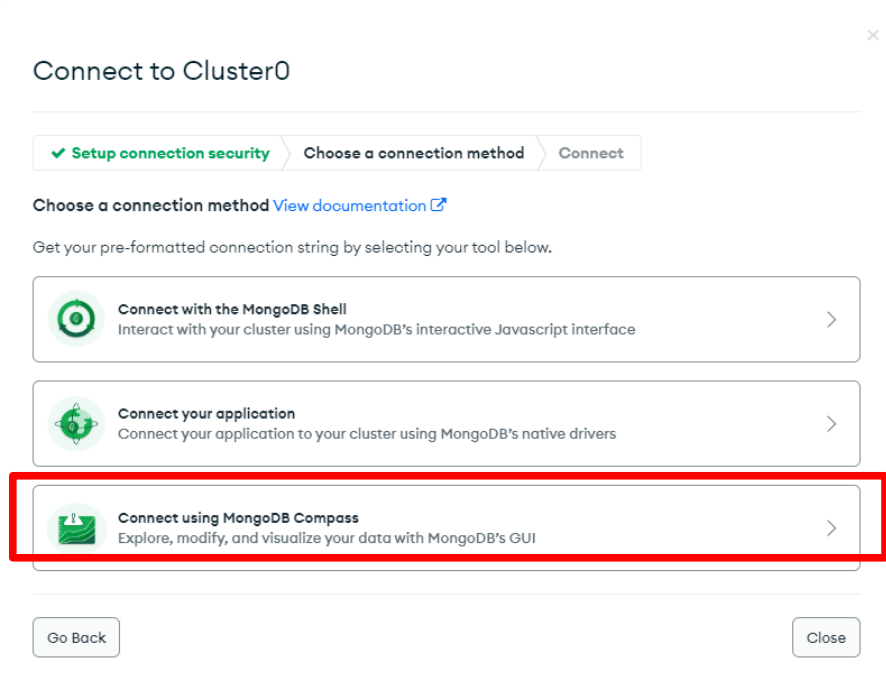 Connect to Cluster0
Setup connection security
Choose a connection method
Connect
Choose a connection method View documentation
Get your pre-formatted connection string by selecting your tool below.
Connect with the MongoDB Shell
Interact with your cluster using MongoDB's interactive Javascript interface
Connect your application
Connect your application to your cluster using MongoDB's native drivers
Connect using MongoDB Compass
Explore, modify, and visualize your data with MongoDB's GUI
Go Back
Close